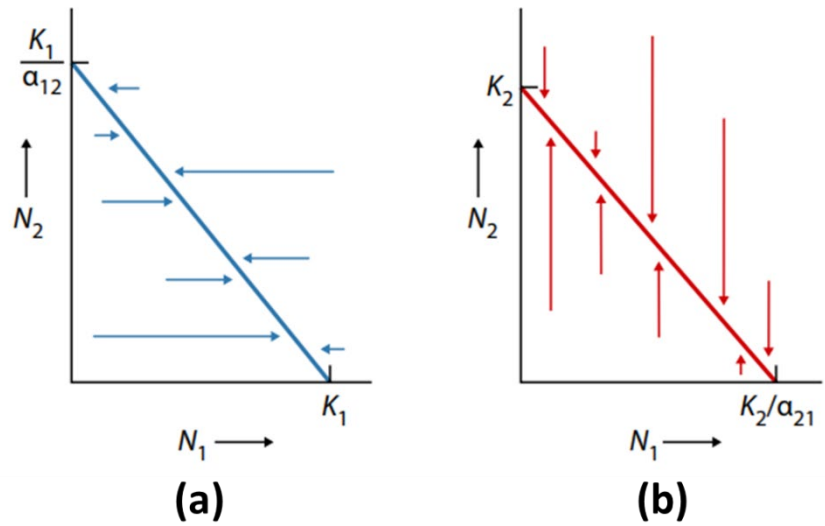 K₁
α₁₂
N₂
K₁
N₁
(a)
K₂
N₂
K₂/α₂₁
N₁
(b)